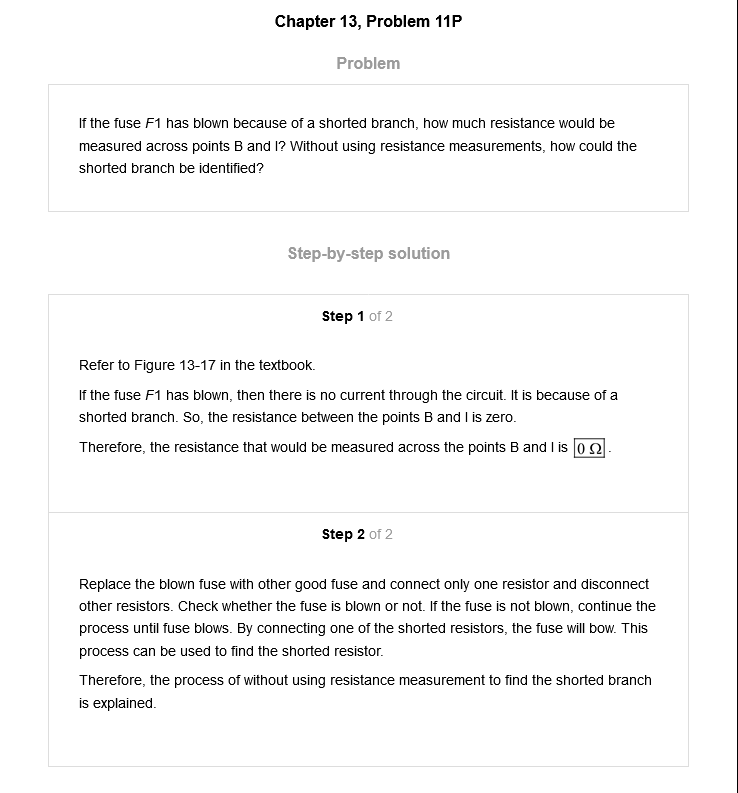 Chapter 13, Problem 11P
Problem
If the fuse F1 has blown because of a shorted branch, how much resistance would be
measured across points B and I? Without using resistance measurements, how could the
shorted branch be identified?
Step-by-step solution
Step 1 of 2
Refer to Figure 13-17 in the textbook.
If the fuse F1 has blown, then there is no current through the circuit. It is because of a
shorted branch. So, the resistance between the points B and I is zero.
Therefore, the resistance that would be measured across the points B and I is 0 Ω.
Step 2 of 2
Replace the blown fuse with other good fuse and connect only one resistor and disconnect
other resistors. Check whether the fuse is blown or not. If the fuse is not blown, continue the
process until fuse blows. By connecting one of the shorted resistors, the fuse will bow. This
process can be used to find the shorted resistor.
Therefore, the process of without using resistance measurement to find the shorted branch
is explained.